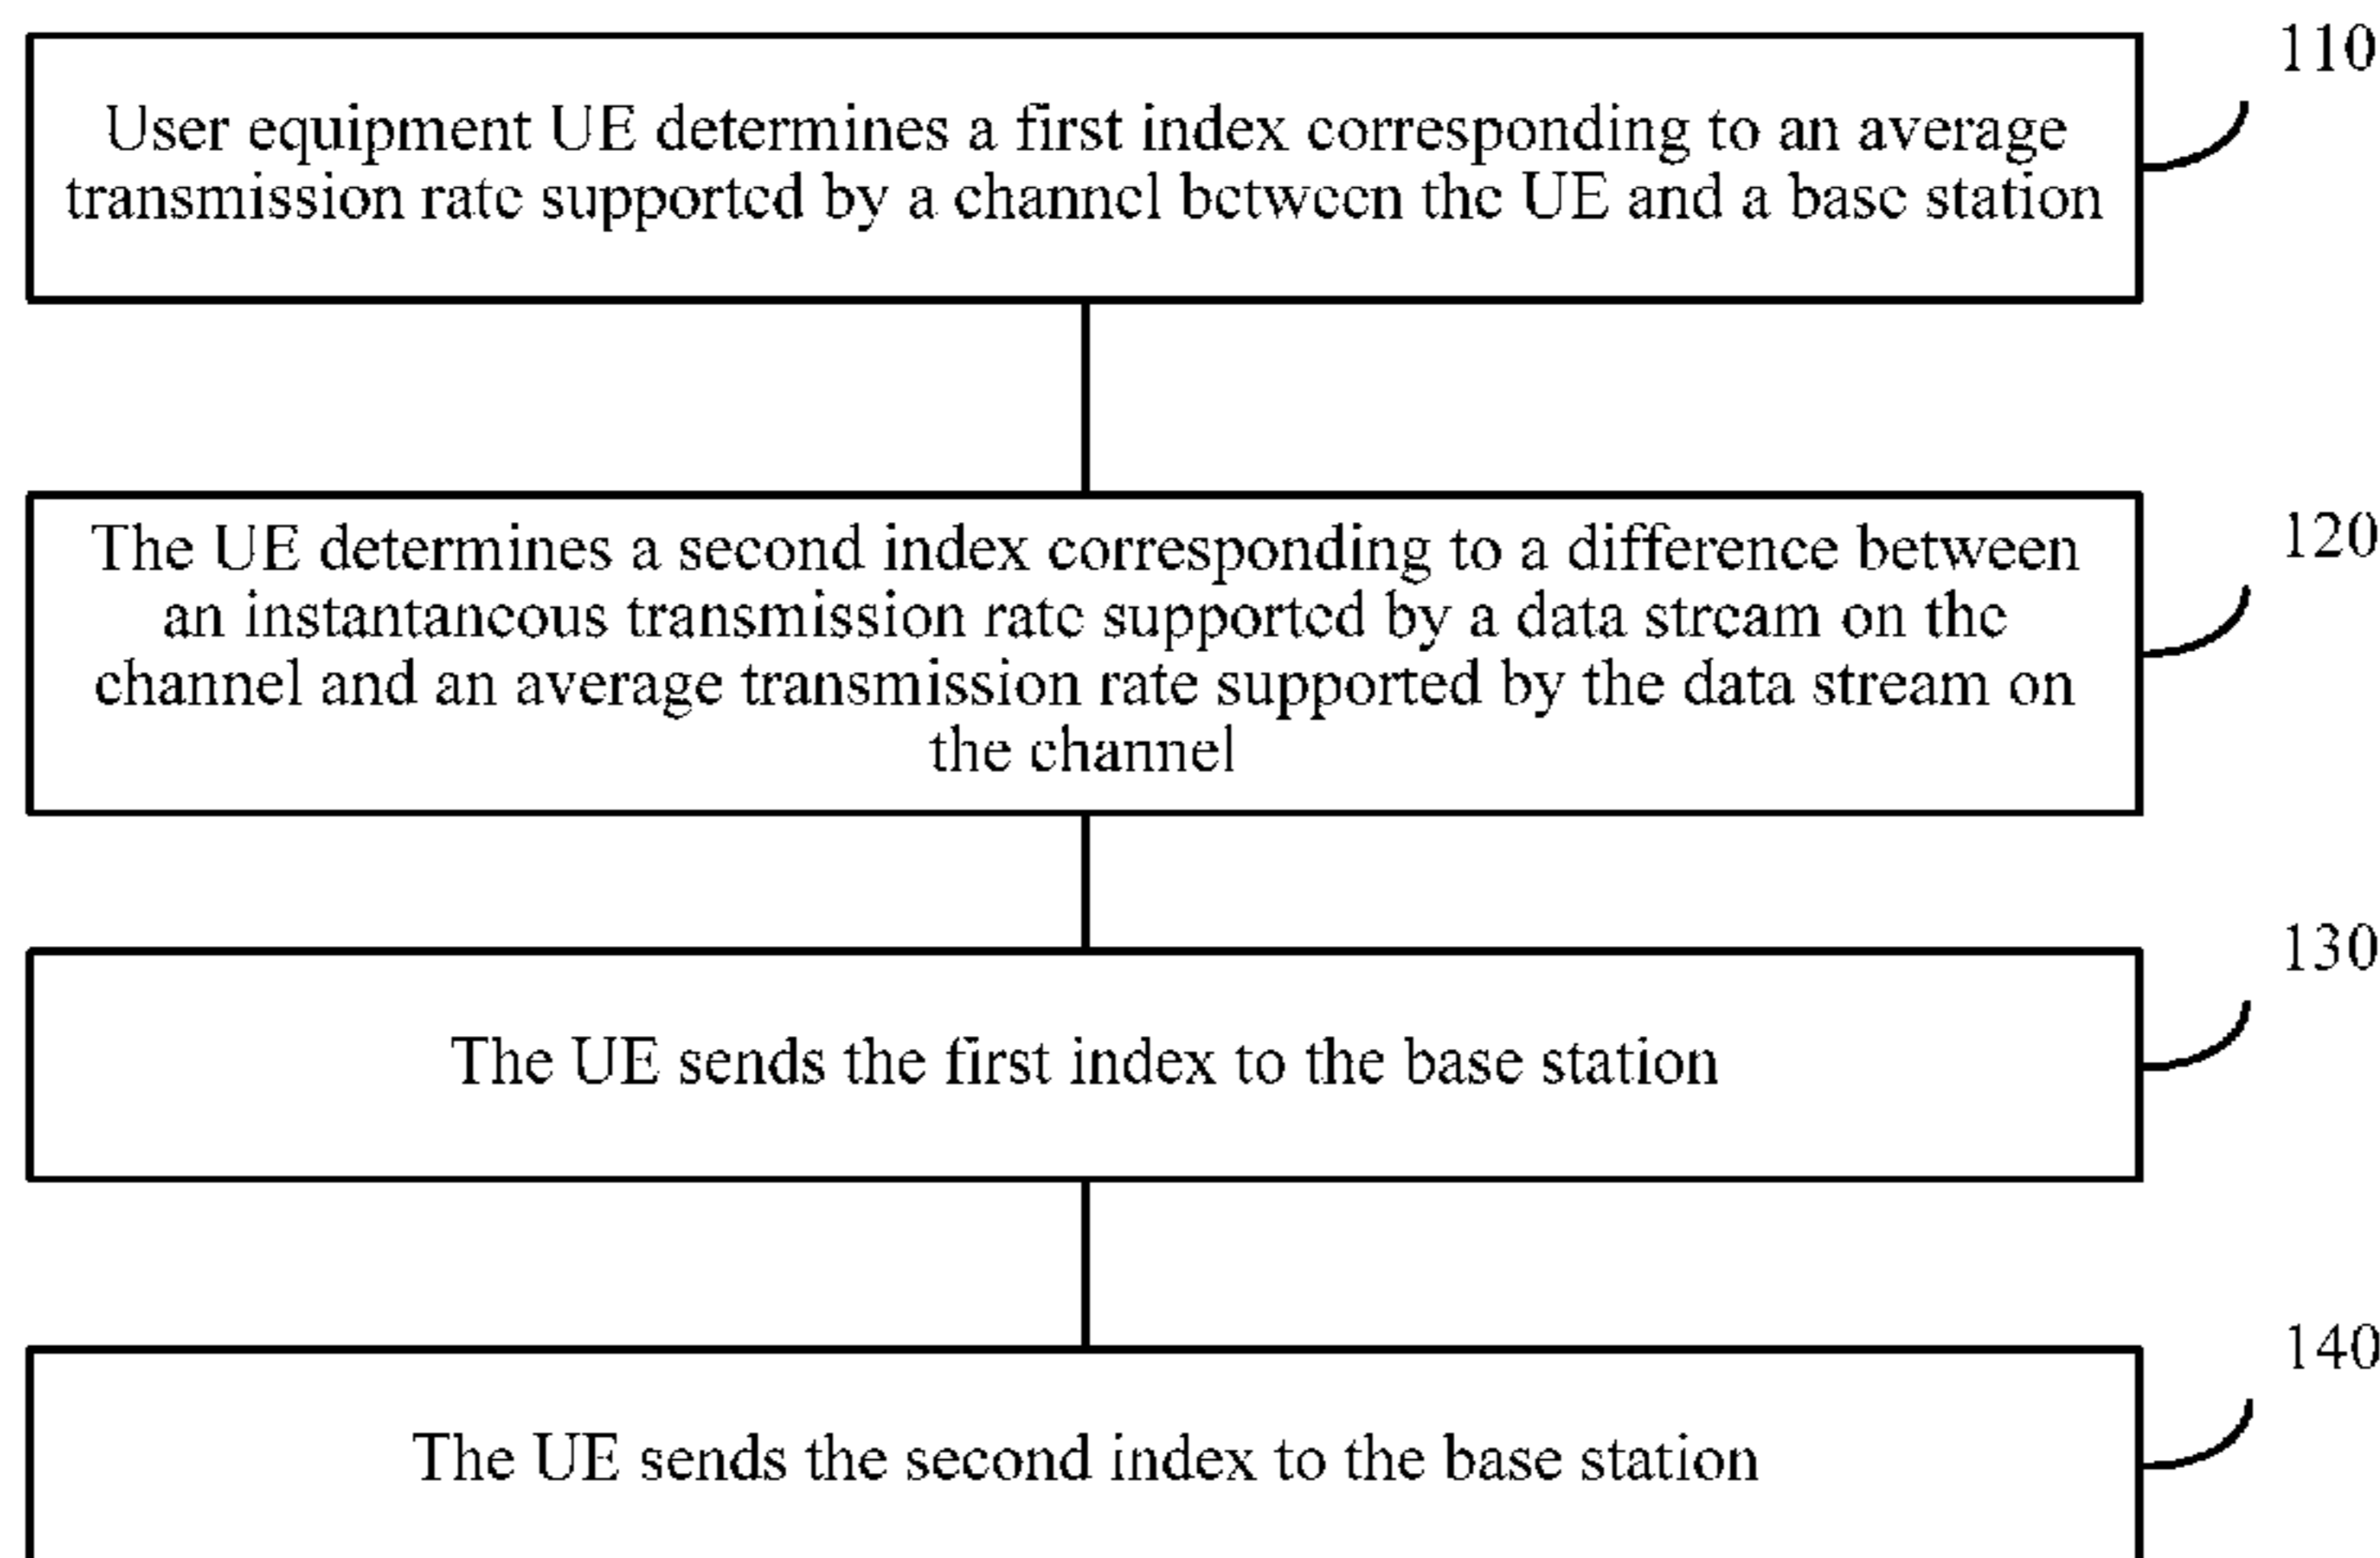 110
User equipment UE determines a first index corresponding to an average
transmission rate supported by a channel between the UE and a base station
120
The UE determines a second index corresponding to a difference between
an instantaneous transmission rate supported by a data stream on the
channel and an average transmission rate supported by the data stream on
the channel
130
The UE sends the first index to the base station
140
The UE sends the second index to the base station